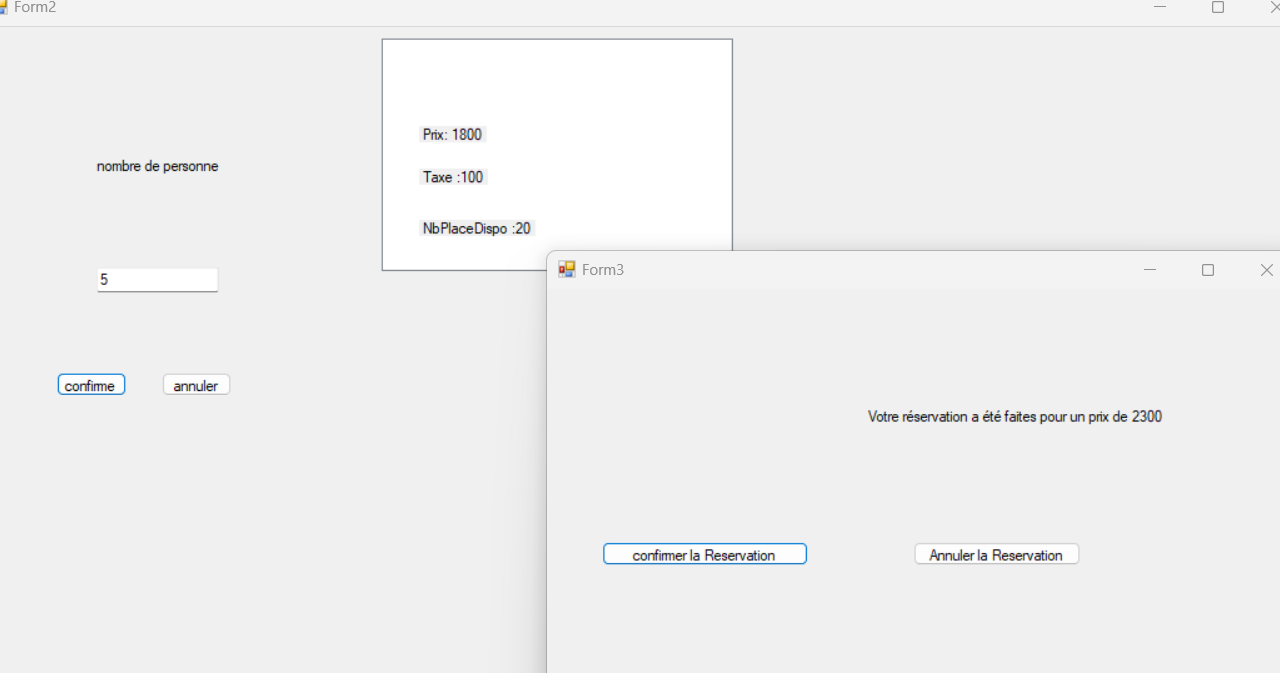 Form2
Prix: 1800
nombre de personne
Taxe :100
NbPlaceDispo :20
5
confirme
annuler
Form3
Votre réservation a été faites pour un prix de 2300
confirmer la Reservation
Annuler la Reservation